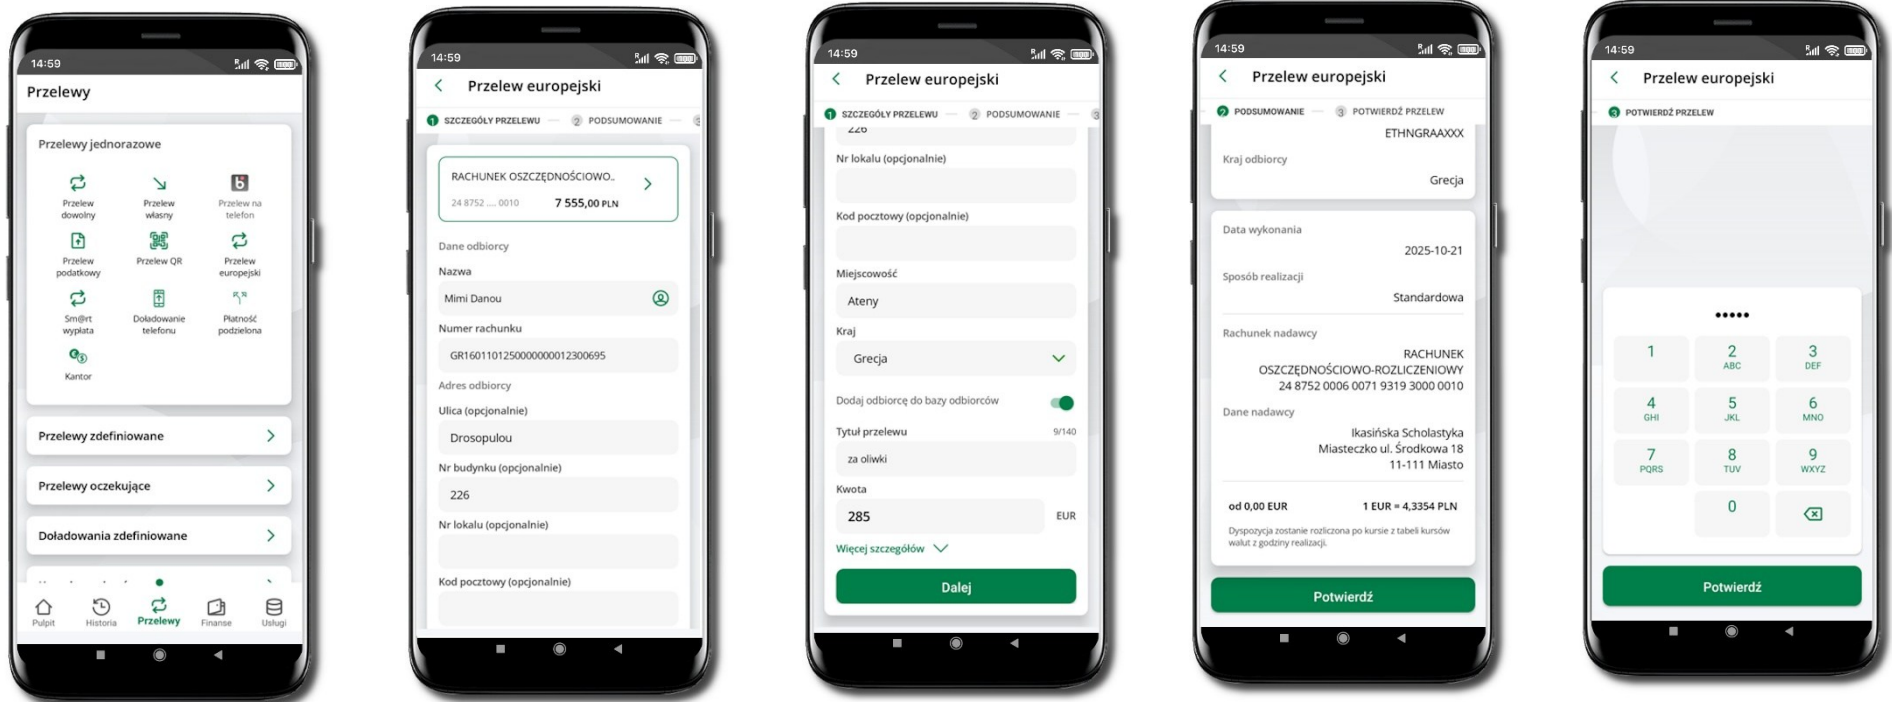 14:59
Przelewy
Przelewy jednorazowe
Przelew
dowolny
Przelew
własny
Przelew na
telefon
Przelew
podatkowy
Przelew QR
Przelew
europejski
Sm@rt
wypłata
Doładowanie
telefonu
Płatność
podzielona
Kantor
Przelewy zdefiniowane
Przelewy oczekujące
Doładowania zdefiniowane
Pulpit
Historia
Przelewy
Finanse
Usługi
14:59
Przelew europejski
1 SZCZEGÓŁY PRZELEWU
2 PODSUMOWANIE
3
RACHUNEK OSZCZĘDNOŚCIOWO..
24 8752 .... 0010 7 555,00 PLN
Dane odbiorcy
Nazwa
Mimi Danou
Numer rachunku
GR1601101250000000012300695
Adres odbiorcy
Ulica (opcjonalnie)
Drosopulou
Nr budynku (opcjonalnie)
226
Nr lokalu (opcjonalnie)
Kod pocztowy (opcjonalnie)
14:59
Przelew europejski
1 SZCZEGÓŁY PRZELEWU
2 PODSUMOWANIE
3
226
Nr lokalu (opcjonalnie)
Kod pocztowy (opcjonalnie)
Miejscowość
Ateny
Kraj
Grecja
Dodaj odbiorcę do bazy odbiorców
Tytuł przelewu 9/140
za oliwki
Kwota
285 EUR
Więcej szczegółów
Dalej
14:59
Przelew europejski
2 PODSUMOWANIE
3 POTWIERDŹ PRZELEW
ETHNGRAAXXX
Kraj odbiorcy
Grecja
Data wykonania
2025-10-21
Sposób realizacji
Standardowa
Rachunek nadawcy
RACHUNEK
OSZCZĘDNOŚCIOWO-ROZLICZENIOWY
24 8752 0006 0071 9319 3000 0010
Dane nadawcy
Ikasińska Scholastyka
Miasteczko ul. Środkowa 18
11-111 Miasto
od 0,00 EUR 1 EUR = 4,3354 PLN
Dyspozycja zostanie rozliczona po kursie z tabeli kursów
walut z godziny realizacji.
Potwierdź
14:59
Przelew europejski
3 POTWIERDŹ PRZELEW
•••••
1 2 3
ABC DEF
4 5 6
GHI JKL MNO
7 8 9
PQRS TUV WXYZ
0
Potwierdź